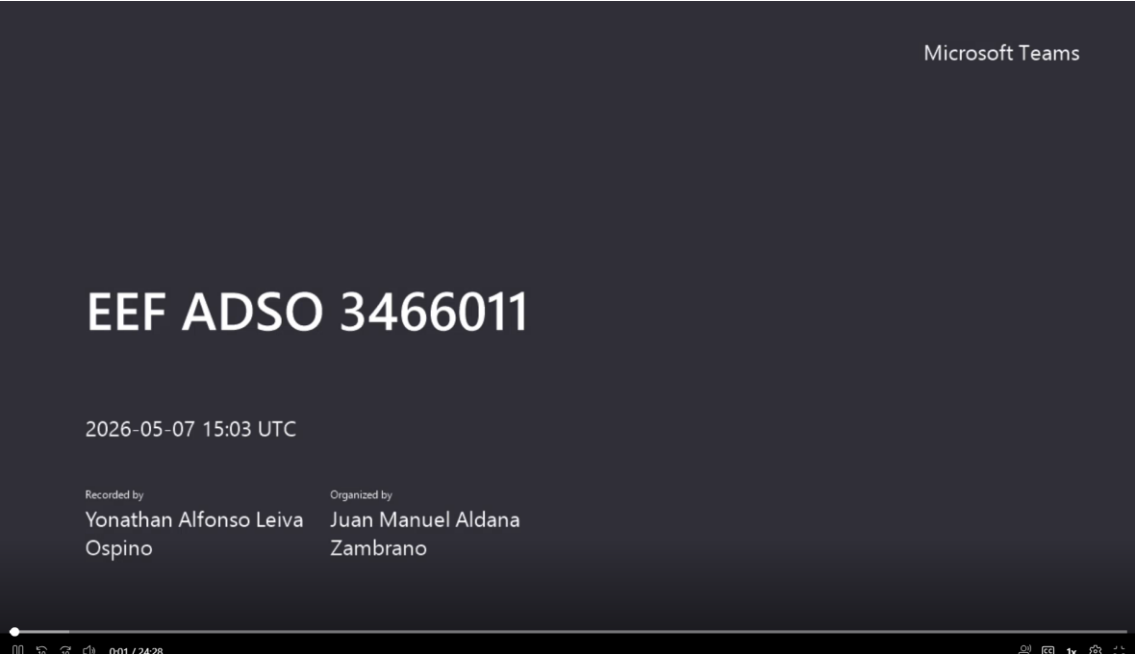 Microsoft Teams
EEF ADSO 3466011
2026-05-07 15:03 UTC
Recorded by
Organized by
Yonathan Alfonso Leiva
Ospino
Juan Manuel Aldana
Zambrano
0:01 / 24:28
CC
1x